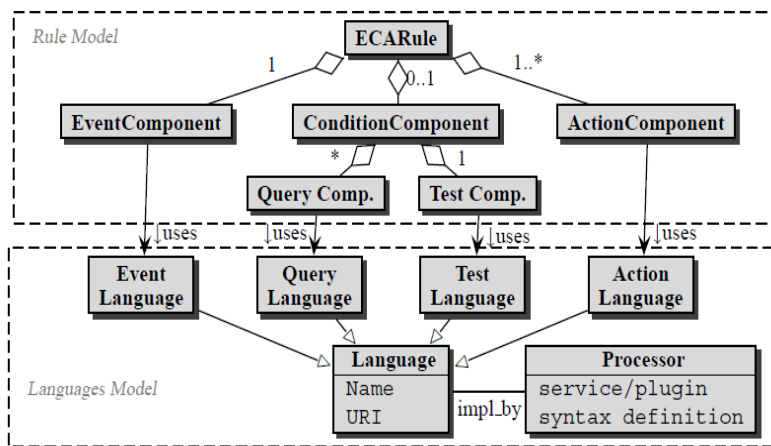 Rule Model
ECARule
1
0..1
1..*
EventComponent
ConditionComponent
ActionComponent
*
1
Query Comp.
Test Comp.
↓uses
↓uses
↓uses
↓uses
Event
Language
Query
Language
Test
Language
Action
Language
Languages Model
Language
Name
URI
impl_by
Processor
service/plugin
syntax definition